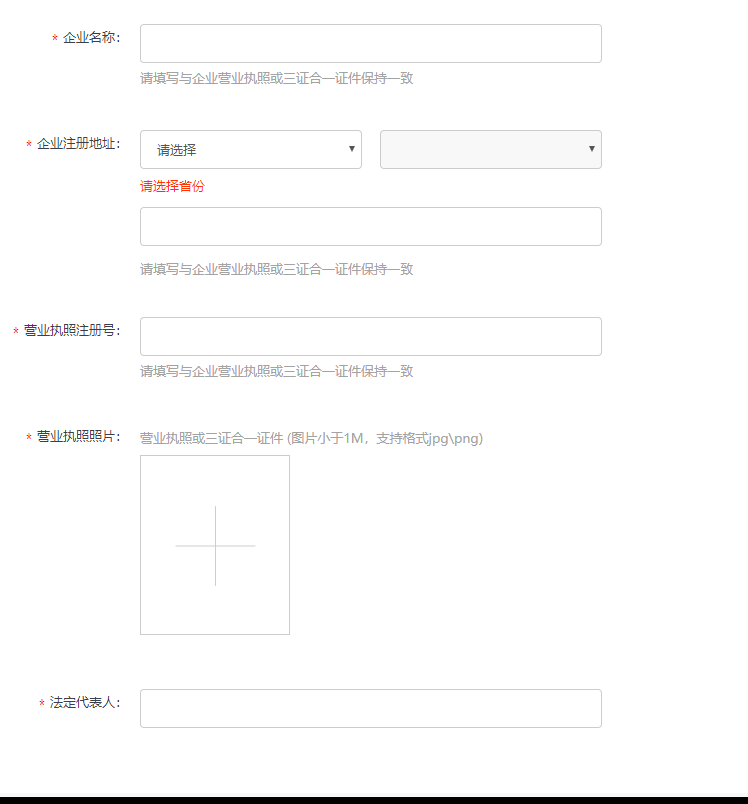 * 企业名称：
请填写与企业营业执照或三证合一证件保持一致
* 企业注册地址： 请选择
请选择省份
请填写与企业营业执照或三证合一证件保持一致
* 营业执照注册号：
请填写与企业营业执照或三证合一证件保持一致
* 营业执照照片： 营业执照或三证合一证件 (图片小于1M，支持格式jpg\png)
* 法定代表人：